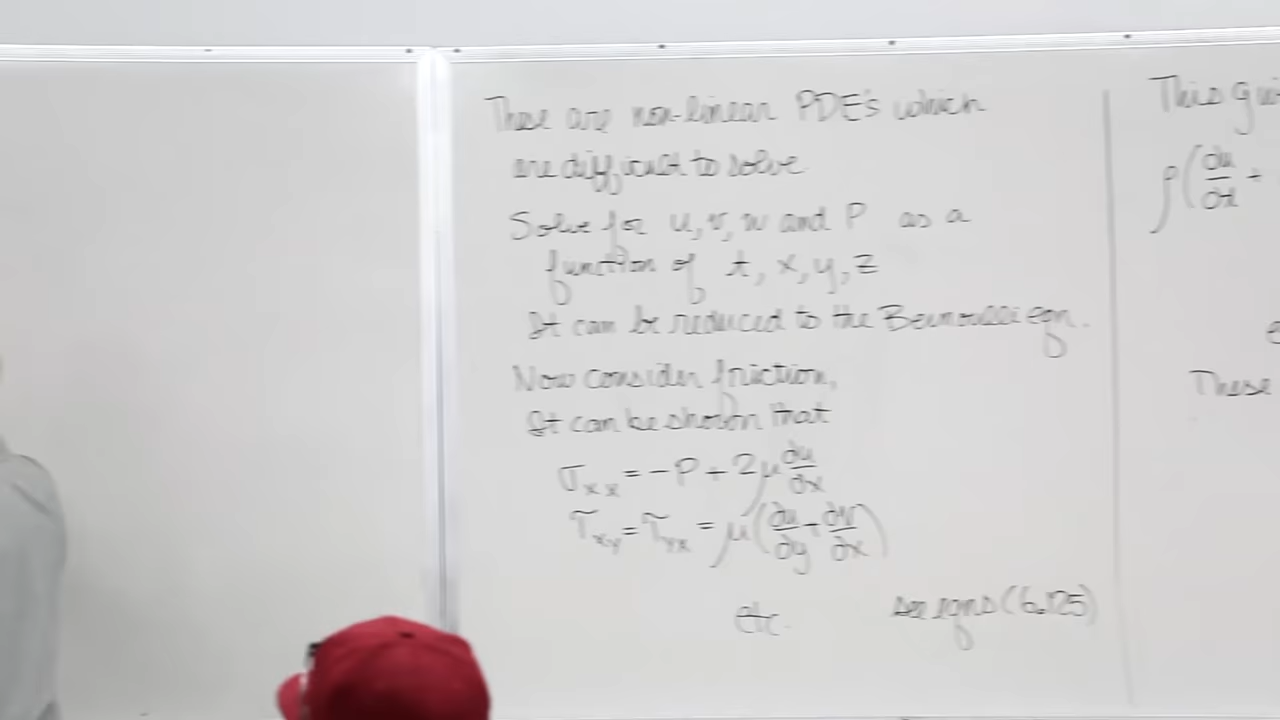 These are non-linear PDE's which
are difficult to solve.
Solve for u, v, w and P as a
function of t, x, y, z
It can be reduced to the Bernoulli eqn.
Now consider friction,
It can be shown that
σxx = -P + 2μ ∂u/∂x
τxy = τyx = μ(∂u/∂y + ∂v/∂x)
etc. see eqns (6.125)
This
ρ(∂u/∂t +
These